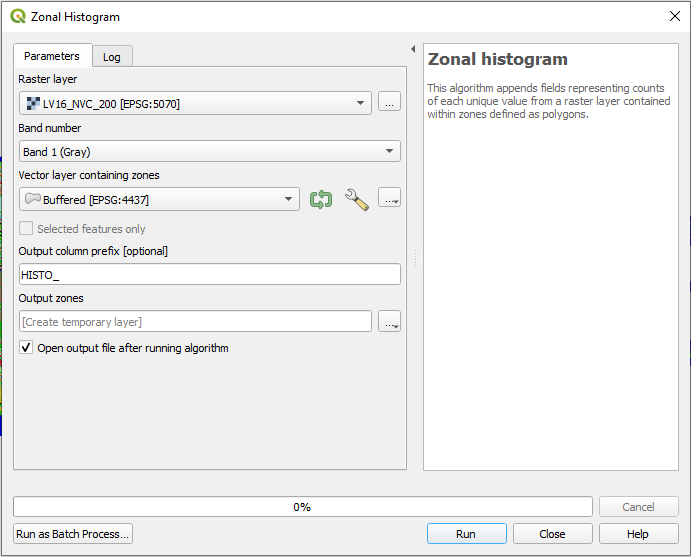 Zonal Histogram
Parameters
Log
Raster layer
LV16_NVC_200 [EPSG:5070]
...
Band number
Band 1 (Gray)
Vector layer containing zones
Buffered [EPSG:4437]
...
Selected features only
Output column prefix [optional]
HISTO_
Output zones
[Create temporary layer]
...
Open output file after running algorithm
Zonal histogram
This algorithm appends fields representing counts
of each unique value from a raster layer contained
within zones defined as polygons.
0%
Cancel
Run as Batch Process...
Run
Close
Help